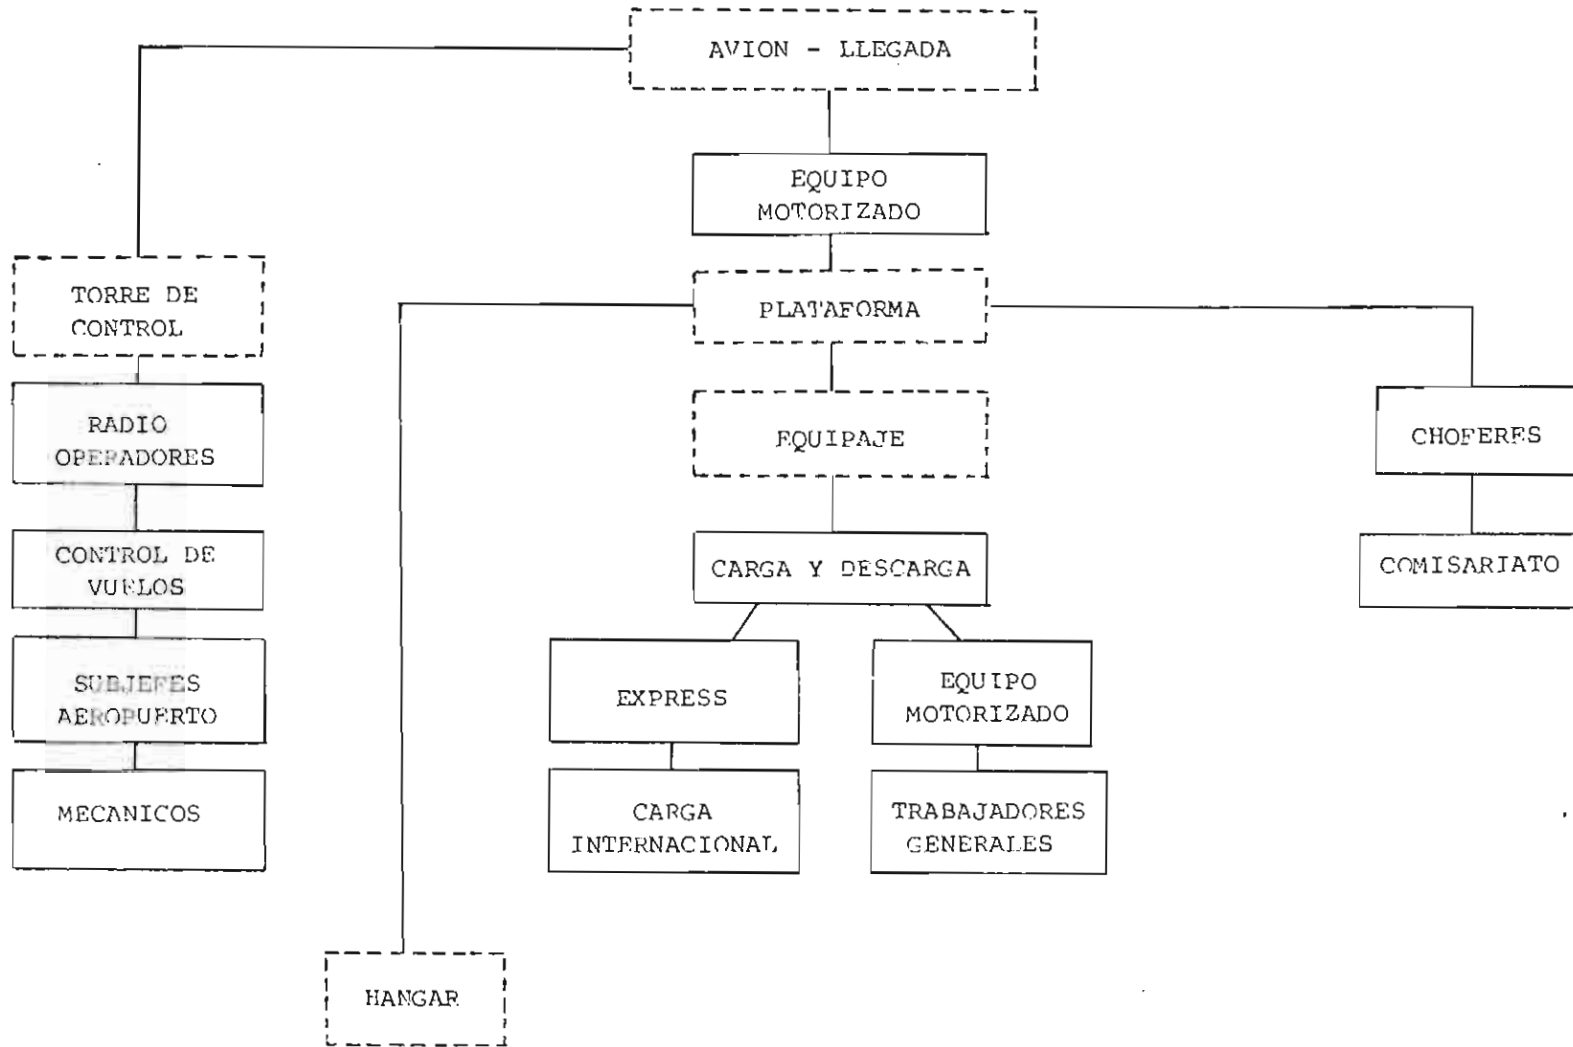 AVION - LLEGADA
EQUIPO
MOTORIZADO
TORRE DE
CONTROL
PLATAFORMA
RADIO
OPERADORES
EQUIPAJE
CHOFERES
CONTROL DE
VUELOS
CARGA Y DESCARGA
COMISARIATO
SUBJEFES
AEROPUERTO
EXPRESS
EQUIPO
MOTORIZADO
MECANICOS
CARGA
INTERNACIONAL
TRABAJADORES
GENERALES
HANGAR